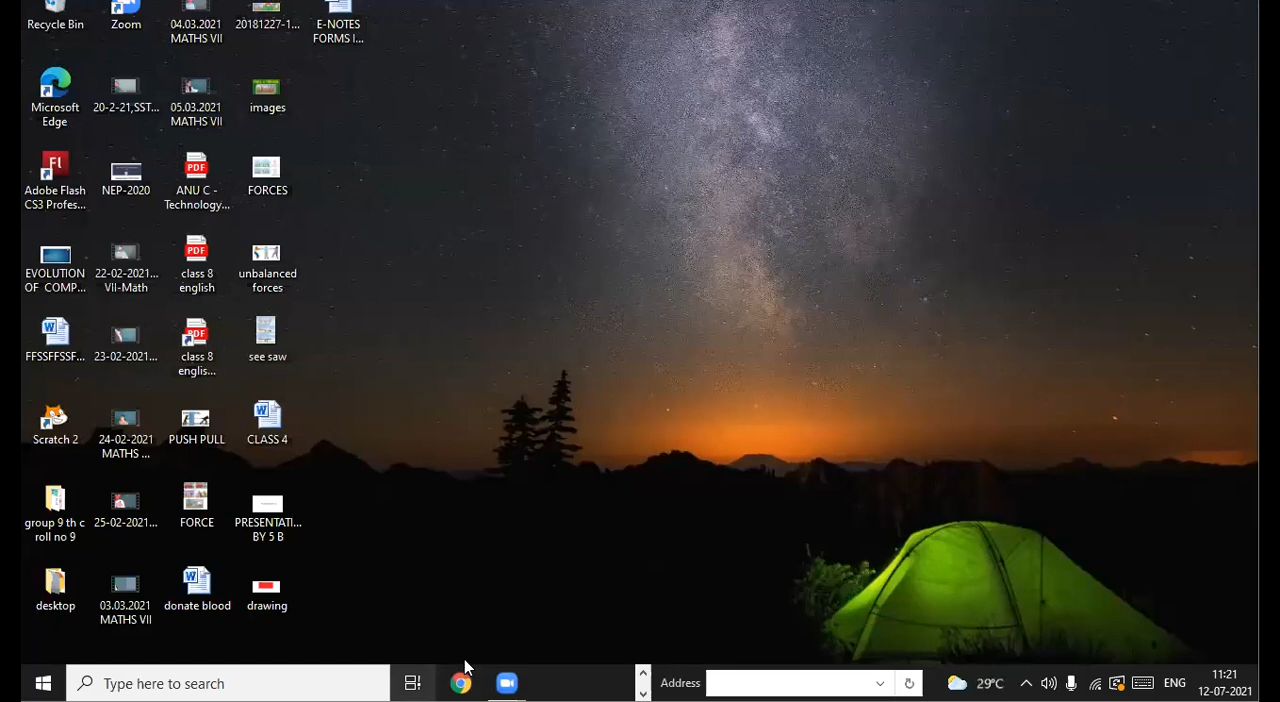 Recycle Bin
Zoom
04.03.2021
MATHS VII
20181227-1...
E-NOTES
FORMS I...
Microsoft
Edge
20-2-21,SST...
05.03.2021
MATHS VII
images
Fl
Adobe Flash
CS3 Profes...
NEP-2020
PDF
ANU C -
Technology...
FORCES
EVOLUTION
OF COMP...
22-02-2021...
VII-Math
PDF
class 8
english
unbalanced
forces
W
FFSSFFSSF...
23-02-2021...
PDF
class 8
englis...
see saw
Scratch 2
24-02-2021
MATHS ...
PUSH PULL
W
CLASS 4
group 9 th c
roll no 9
25-02-2021...
FORCE
PRESENTATI...
BY 5 B
desktop
03.03.2021
MATHS VII
W
donate blood
drawing
Type here to search
Address
29°C
ENG
11:21
12-07-2021